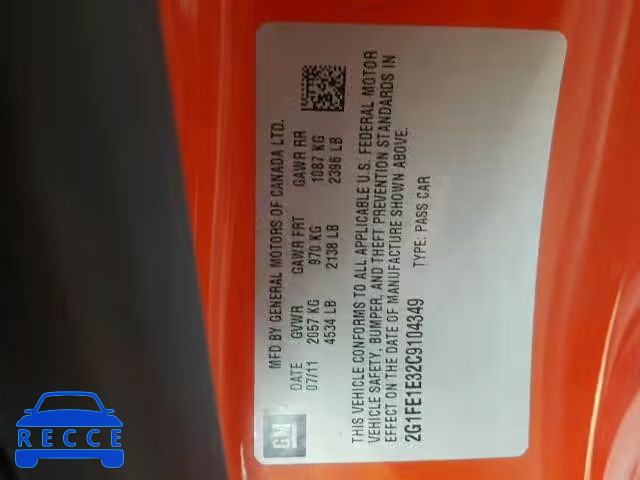 MFD BY GENERAL MOTORS OF CANADA LTD.
DATE GVWR GAWR FRT GAWR RR
07/11 2057 KG 970 KG 1087 KG
4534 LB 2138 LB 2396 LB
THIS VEHICLE CONFORMS TO ALL APPLICABLE U.S. FEDERAL MOTOR
VEHICLE SAFETY, BUMPER, AND THEFT PREVENTION STANDARDS IN
EFFECT ON THE DATE OF MANUFACTURE SHOWN ABOVE.
2G1FE1E32C9104349 TYPE: PASS CAR
GM
RECCE